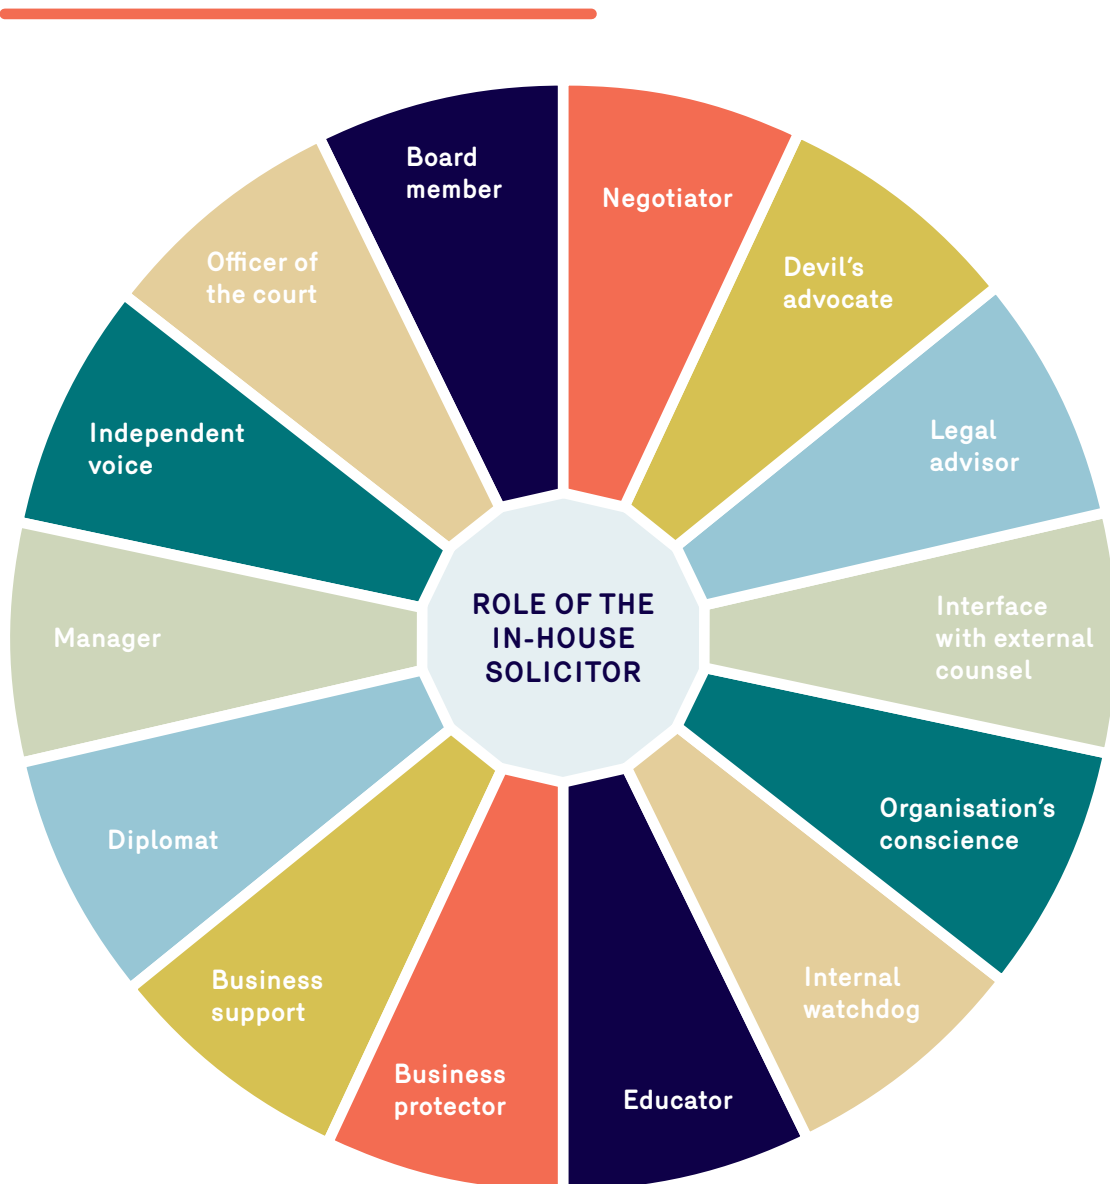 Board
member
Negotiator
Devil’s
advocate
Legal
advisor
Interface
with external
counsel
Organisation’s
conscience
Internal
watchdog
Educator
Business
protector
Business
support
Diplomat
Manager
Independent
voice
Officer of
the court
ROLE OF THE
IN-HOUSE
SOLICITOR